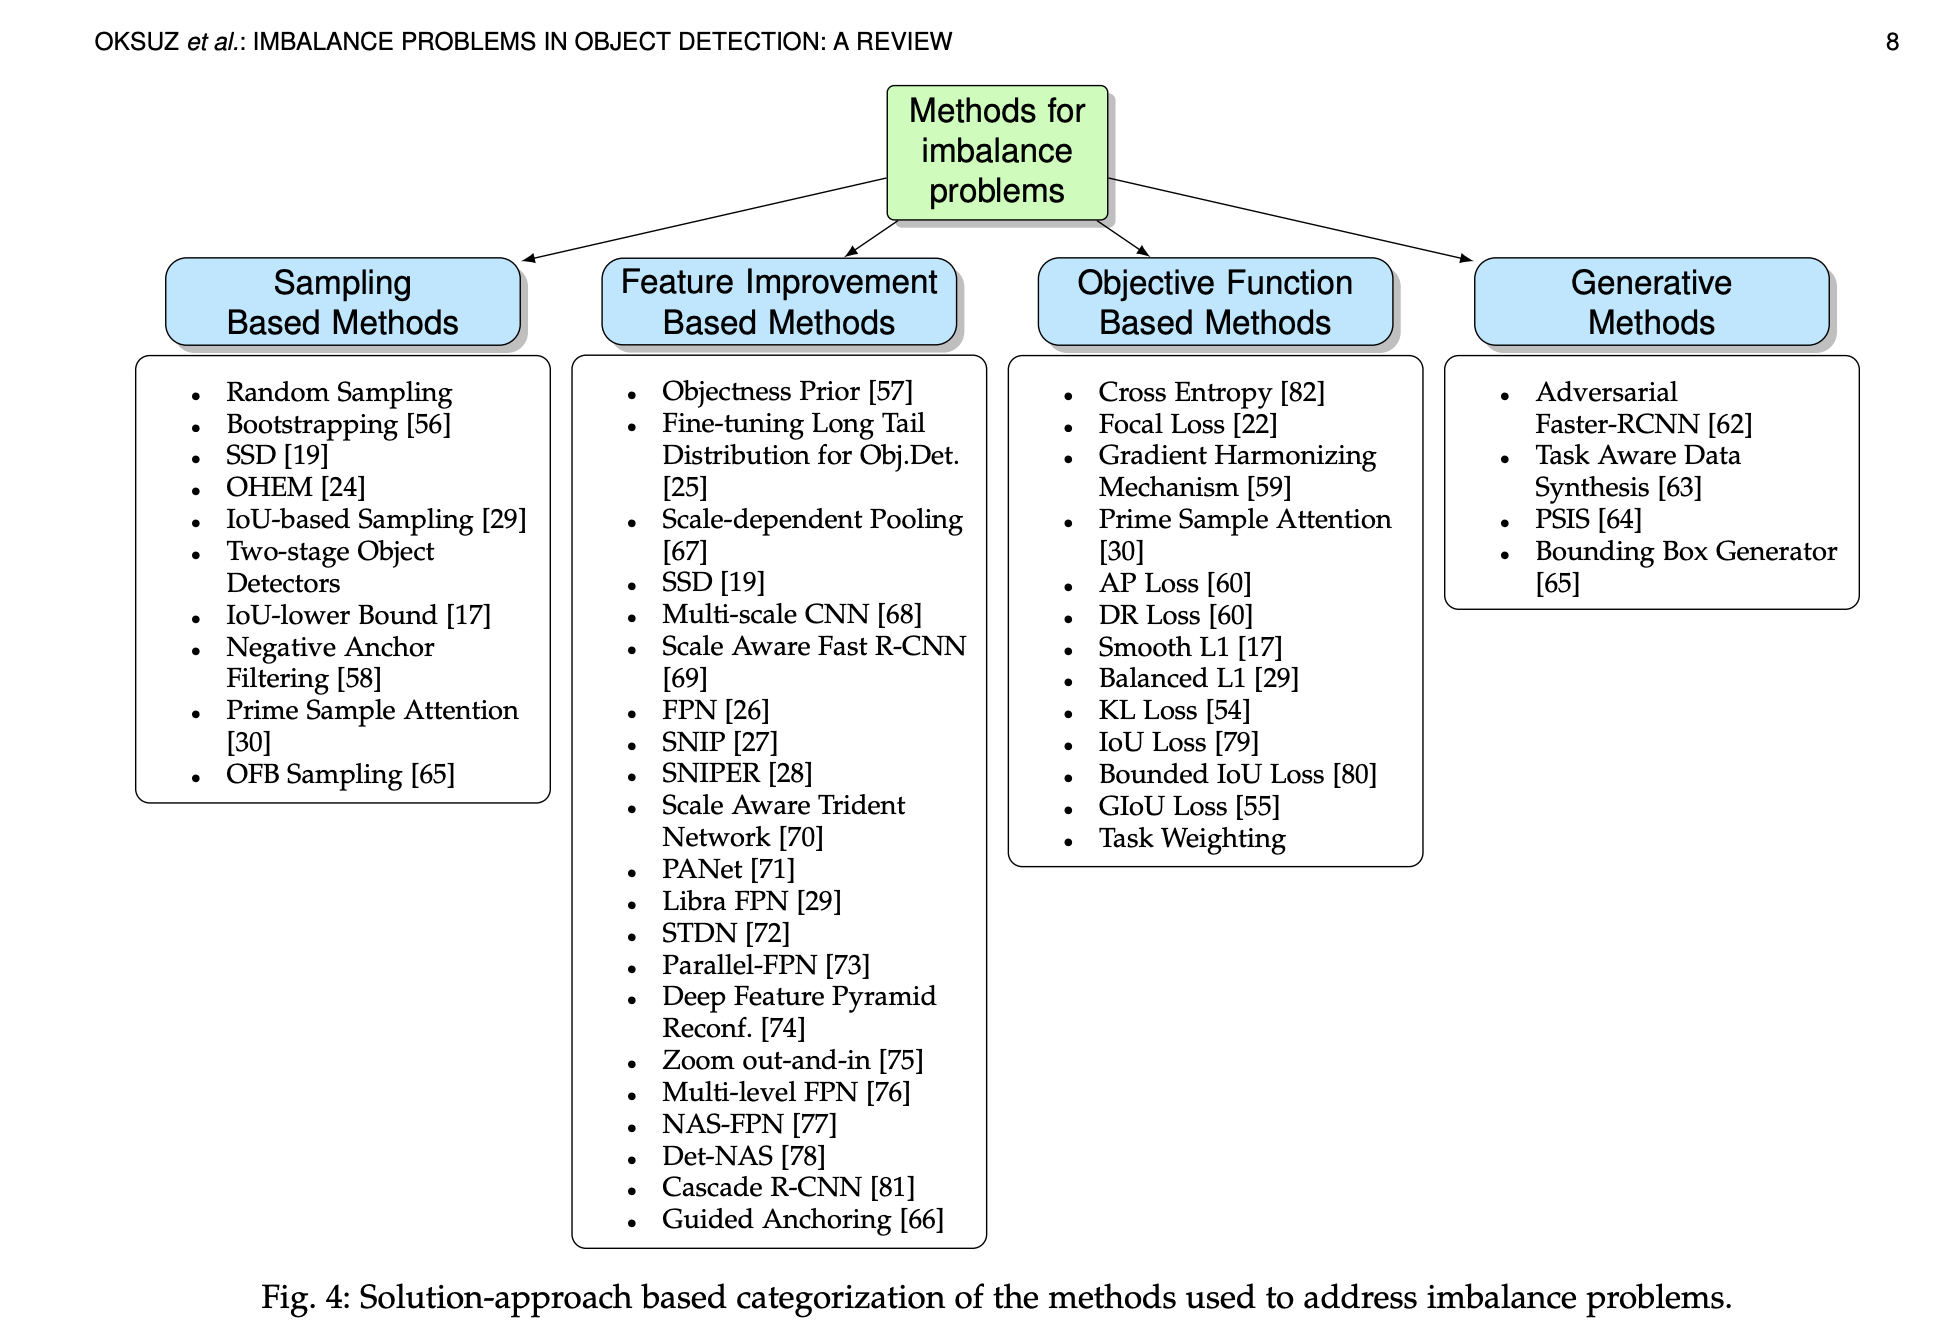 OKSUZ et al.: IMBALANCE PROBLEMS IN OBJECT DETECTION: A REVIEW
8
Methods for
imbalance
problems
Sampling
Based Methods
• Random Sampling
• Bootstrapping [56]
• SSD [19]
• OHEM [24]
• IoU-based Sampling [29]
• Two-stage Object
Detectors
• IoU-lower Bound [17]
• Negative Anchor
Filtering [58]
• Prime Sample Attention
[30]
• OFB Sampling [65]
Feature Improvement
Based Methods
• Objectness Prior [57]
• Fine-tuning Long Tail
Distribution for Obj.Det.
[25]
• Scale-dependent Pooling
[67]
• SSD [19]
• Multi-scale CNN [68]
• Scale Aware Fast R-CNN
[69]
• FPN [26]
• SNIP [27]
• SNIPER [28]
• Scale Aware Trident
Network [70]
• PANet [71]
• Libra FPN [29]
• STDN [72]
• Parallel-FPN [73]
• Deep Feature Pyramid
Reconf. [74]
• Zoom out-and-in [75]
• Multi-level FPN [76]
• NAS-FPN [77]
• Det-NAS [78]
• Cascade R-CNN [81]
• Guided Anchoring [66]
Objective Function
Based Methods
• Cross Entropy [82]
• Focal Loss [22]
• Gradient Harmonizing
Mechanism [59]
• Prime Sample Attention
[30]
• AP Loss [60]
• DR Loss [60]
• Smooth L1 [17]
• Balanced L1 [29]
• KL Loss [54]
• IoU Loss [79]
• Bounded IoU Loss [80]
• GIoU Loss [55]
• Task Weighting
Generative
Methods
• Adversarial
Faster-RCNN [62]
• Task Aware Data
Synthesis [63]
• PSIS [64]
• Bounding Box Generator
[65]
Fig. 4: Solution-approach based categorization of the methods used to address imbalance problems.